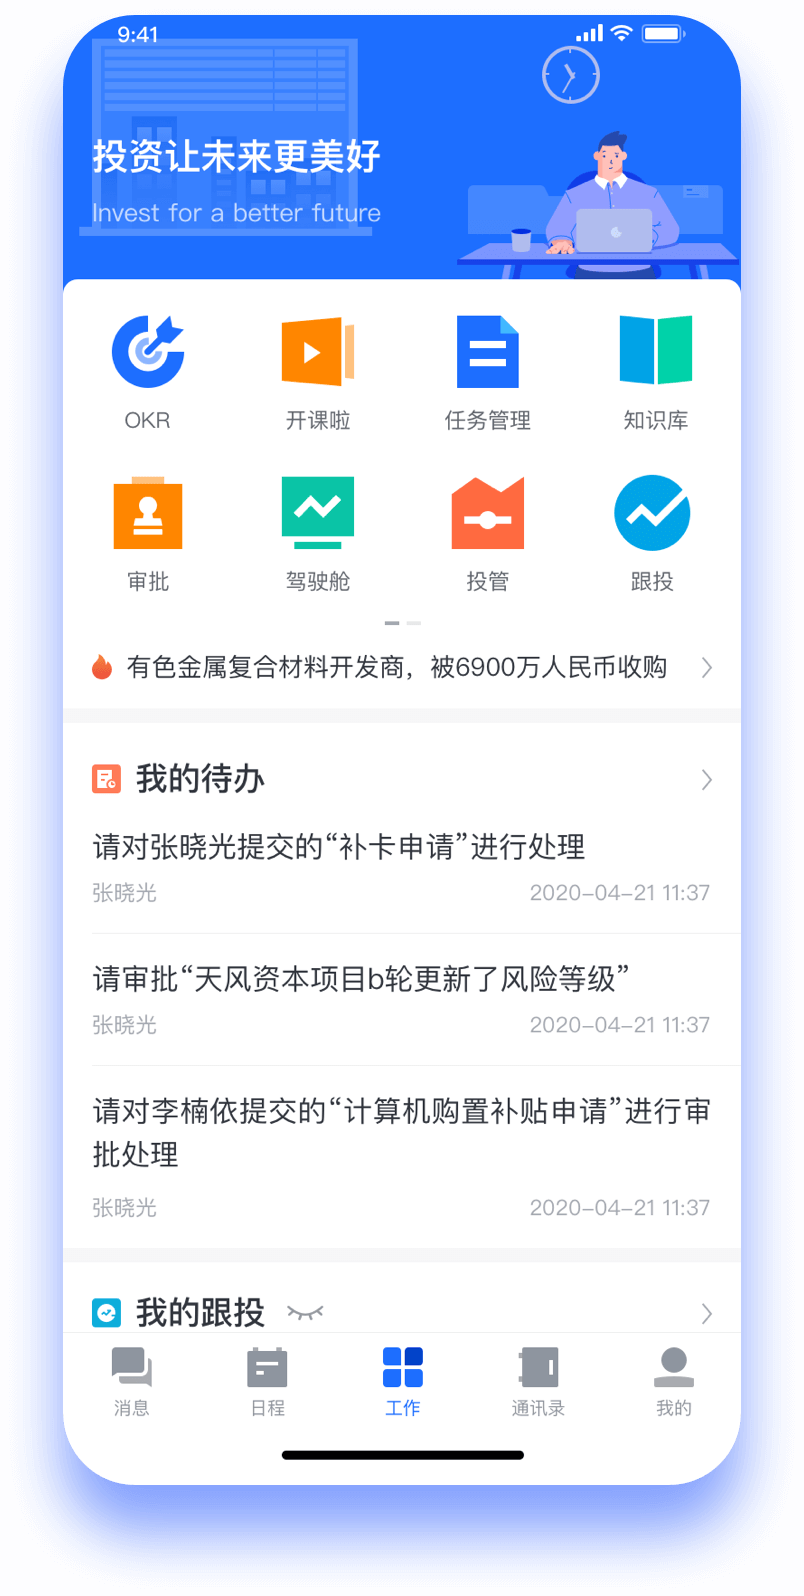 9:41
投资让未来更美好
Invest for a better future
OKR
开课啦
任务管理
知识库
审批
驾驶舱
投管
跟投
有色金属复合材料开发商，被6900万人民币收购
我的待办
请对张晓光提交的“补卡申请”进行处理
张晓光
2020-04-21 11:37
请审批“天风资本项目b轮更新了风险等级”
张晓光
2020-04-21 11:37
请对李楠依提交的“计算机购置补贴申请”进行审
批处理
张晓光
2020-04-21 11:37
我的跟投
消息
日程
工作
通讯录
我的